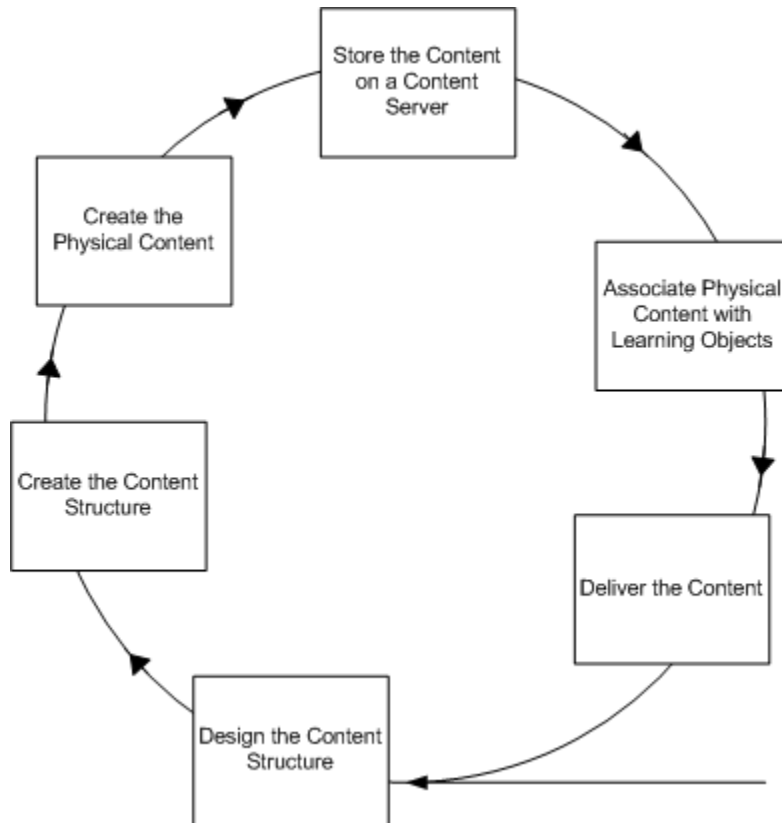 Store the Content
on a Content
Server
Create the
Physical Content
Associate Physical
Content with
Learning Objects
Create the Content
Structure
Deliver the Content
Design the Content
Structure